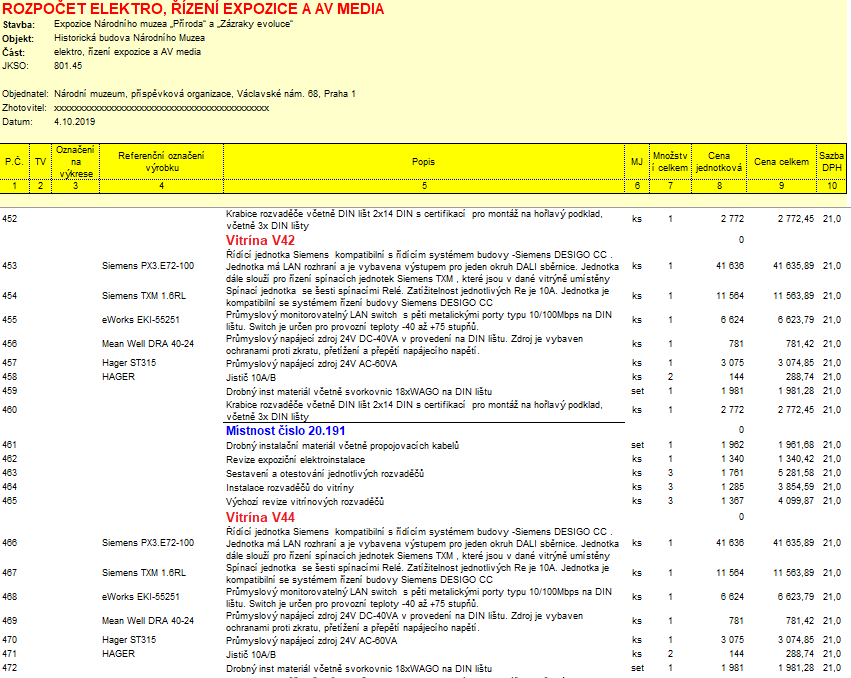 ROZPOČET ELEKTRO, ŘÍZENÍ EXPOZICE A AV MEDIA
Stavba: Expozice Národního muzea „Příroda“ a „Zázraky evoluce“
Objekt: Historická budova Národního Muzea
Část: elektro, řízení expozice a AV media
JKSO: 801.45
Objednatel: Národní muzeum, příspěvková organizace, Václavské nám. 68, Praha 1
Zhotovitel: xxxxxxxxxxxxxxxxxxxxxxxxxxxxxxxxxxxxxxxxxxx
Datum: 4.10.2019
P.Č. TV Označení na výkrese Referenční označení výrobku Popis MJ Množstv í celkem Cena jednotková Cena celkem Sazba DPH
1 2 3 4 5 6 7 8 9 10
452 Krabice rozvaděče včetně DIN lišt 2x14 DIN s certifikací pro montáž na hořlavý podklad, ks 1 2 772 2 772,45 21,0
včetně 3x DIN lišty
Vitrína V42 0
Řídící jednotka Siemens kompatibilní s řídícím systémem budovy -Siemens DESIGO CC .
453 Siemens PX3.E72-100 Jednotka má LAN rozhraní a je vybavena výstupem pro jeden okruh DALI sběrnice. Jednotka ks 1 41 636 41 635,89 21,0
dále slouží pro řízení spínacích jednotek Siemens TXM , které jsou v dané vitrýně umístěny
454 Siemens TXM 1.6RL Spínací jednotka se šesti spínacími Relé. Zatížitelnost jednotlivých Re je 10A. Jednotka je ks 1 11 564 11 563,89 21,0
kompatibilní se systémem řízení budovy Siemens DESIGO CC
455 eWorks EKI-55251 Průmyslový monitorovatelný LAN switch s pěti metalickými porty typu 10/100Mbps na DIN ks 1 6 624 6 623,79 21,0
lištu. Switch je určen pro provozní teploty -40 až +75 stupňů.
456 Mean Well DRA 40-24 Průmyslový napájecí zdroj 24V DC-40VA v provedení na DIN lištu. Zdroj je vybaven ks 1 781 781,42 21,0
ochranami proti zkratu, přetížení a přepětí napájecího napětí.
457 Hager ST315 Průmyslový napájecí zdroj 24V AC-60VA ks 1 3 075 3 074,85 21,0
458 HAGER Jistič 10A/B ks 2 144 288,74 21,0
459 Drobný inst materiál včetně svorkovnic 18xWAGO na DIN lištu set 1 1 981 1 981,28 21,0
460 Krabice rozvaděče včetně DIN lišt 2x14 DIN s certifikací pro montáž na hořlavý podklad, ks 1 2 772 2 772,45 21,0
včetně 3x DIN lišty
Místnost číslo 20.191 0
461 Drobný instalační materiál včetně propojovacích kabelů set 1 1 962 1 961,68 21,0
462 Revize expoziční elektroinstalace ks 1 1 340 1 340,42 21,0
463 Sestavení a otestování jednotlivých rozvaděčů ks 3 1 761 5 281,58 21,0
464 Instalace rozvaděčů do vitríny ks 3 1 285 3 854,59 21,0
465 Výchozí revize vitrínových rozvaděčů ks 3 1 367 4 099,87 21,0
Vitrína V44 0
Řídící jednotka Siemens kompatibilní s řídícím systémem budovy -Siemens DESIGO CC .
466 Siemens PX3.E72-100 Jednotka má LAN rozhraní a je vybavena výstupem pro jeden okruh DALI sběrnice. Jednotka ks 1 41 636 41 635,89 21,0
dále slouží pro řízení spínacích jednotek Siemens TXM , které jsou v dané vitrýně umístěny
467 Siemens TXM 1.6RL Spínací jednotka se šesti spínacími Relé. Zatížitelnost jednotlivých Re je 10A. Jednotka je ks 1 11 564 11 563,89 21,0
kompatibilní se systémem řízení budovy Siemens DESIGO CC
468 eWorks EKI-55251 Průmyslový monitorovatelný LAN switch s pěti metalickými porty typu 10/100Mbps na DIN ks 1 6 624 6 623,79 21,0
lištu. Switch je určen pro provozní teploty -40 až +75 stupňů.
469 Mean Well DRA 40-24 Průmyslový napájecí zdroj 24V DC-40VA v provedení na DIN lištu. Zdroj je vybaven ks 1 781 781,42 21,0
ochranami proti zkratu, přetížení a přepětí napájecího napětí.
470 Hager ST315 Průmyslový napájecí zdroj 24V AC-60VA ks 1 3 075 3 074,85 21,0
471 HAGER Jistič 10A/B ks 2 144 288,74 21,0
472 Drobný inst materiál včetně svorkovnic 18xWAGO na DIN lištu set 1 1 981 1 981,28 21,0